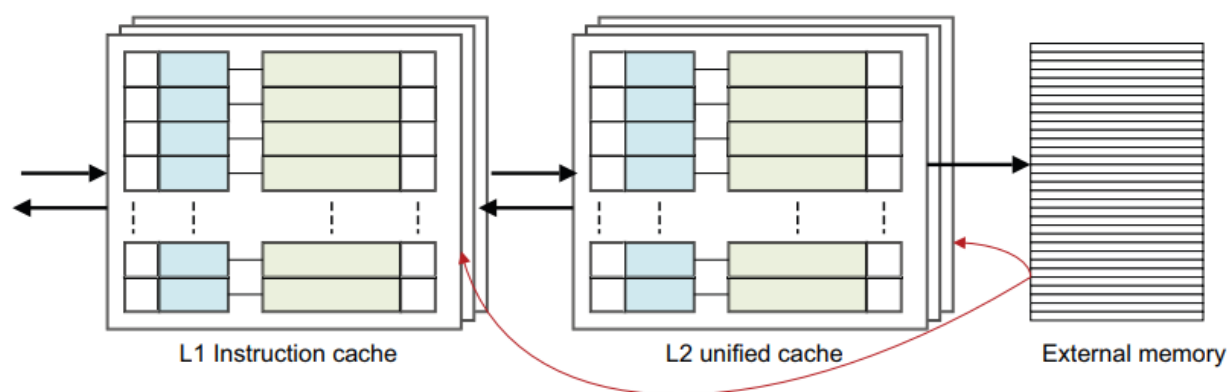 L1 Instruction cache
L2 unified cache
External memory